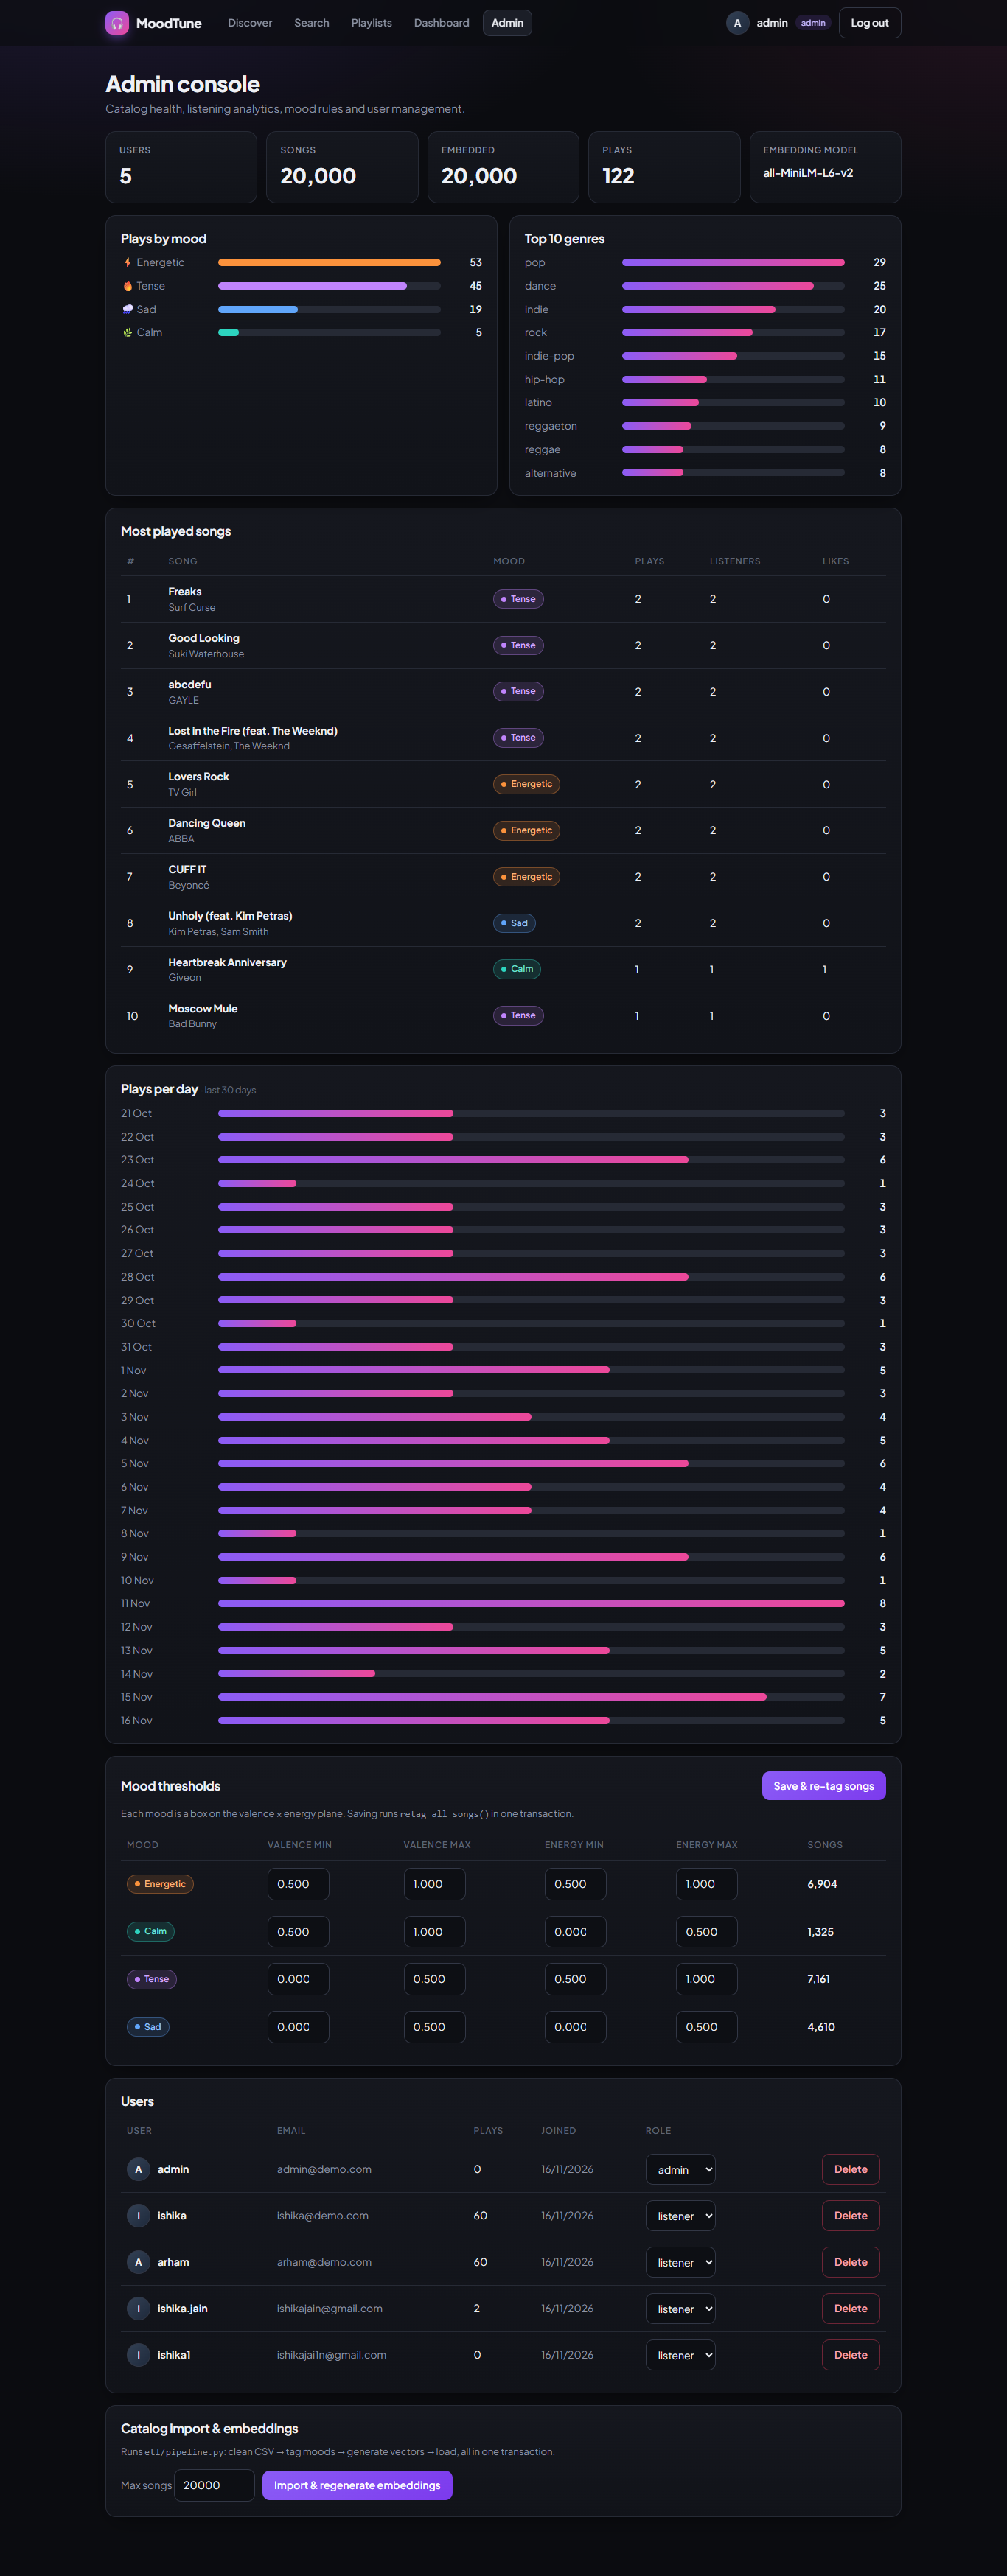 MoodTune Discover Search Playlists Dashboard Admin A admin admin Log out
Admin console
Catalog health, listening analytics, mood rules and user management.
USERS SONGS EMBEDDED PLAYS EMBEDDING MODEL
5 20,000 20,000 122 all-MiniLM-L6-v2
Plays by mood
Energetic 53
Tense 45
Sad 19
Calm 5
Top 10 genres
pop 29
dance 25
indie 20
rock 17
indie-pop 15
hip-hop 11
latino 10
reggaeton 9
reggae 8
alternative 8
Most played songs
# SONG MOOD PLAYS LISTENERS LIKES
1 Freaks Tense 2 2 0
Surf Curse
2 Good Looking Tense 2 2 0
Suki Waterhouse
3 abcdefu Tense 2 2 0
GAYLE
4 Lost in the Fire (feat. The Weeknd) Tense 2 2 0
Gesaffelstein, The Weeknd
5 Lovers Rock Energetic 2 2 0
TV Girl
6 Dancing Queen Energetic 2 2 0
ABBA
7 CUFF IT Energetic 2 2 0
Beyoncé
8 Unholy (feat. Kim Petras) Sad 2 2 0
Kim Petras, Sam Smith
9 Heartbreak Anniversary Calm 1 1 1
Giveon
10 Moscow Mule Tense 1 1 0
Bad Bunny
Plays per day · last 30 days
21 Oct 3
22 Oct 3
23 Oct 6
24 Oct 1
25 Oct 3
26 Oct 3
27 Oct 3
28 Oct 6
29 Oct 3
30 Oct 1
31 Oct 3
1 Nov 5
2 Nov 3
3 Nov 4
4 Nov 5
5 Nov 6
6 Nov 4
7 Nov 4
8 Nov 1
9 Nov 6
10 Nov 1
11 Nov 8
12 Nov 3
13 Nov 5
14 Nov 2
15 Nov 7
16 Nov 5
Mood thresholds Save & re-tag songs
Each mood is a box on the valence × energy plane. Saving runs retag_all_songs() in one transaction.
MOOD VALENCE MIN VALENCE MAX ENERGY MIN ENERGY MAX SONGS
Energetic 0.500 1.000 0.500 1.000 6,904
Calm 0.500 1.000 0.000 0.500 1,325
Tense 0.000 0.500 0.500 1.000 7,161
Sad 0.000 0.500 0.000 0.500 4,610
Users
USER EMAIL PLAYS JOINED ROLE
A admin admin@demo.com 0 16/11/2026 admin Delete
I ishika ishika@demo.com 60 16/11/2026 listener Delete
A arham arham@demo.com 60 16/11/2026 listener Delete
I ishika.jain ishikajain@gmail.com 2 16/11/2026 listener Delete
I ishika1 ishikajai1n@gmail.com 0 16/11/2026 listener Delete
Catalog import & embeddings
Runs etl/pipeline.py: clean CSV → tag moods → generate vectors → load, all in one transaction.
Max songs 20000 Import & regenerate embeddings